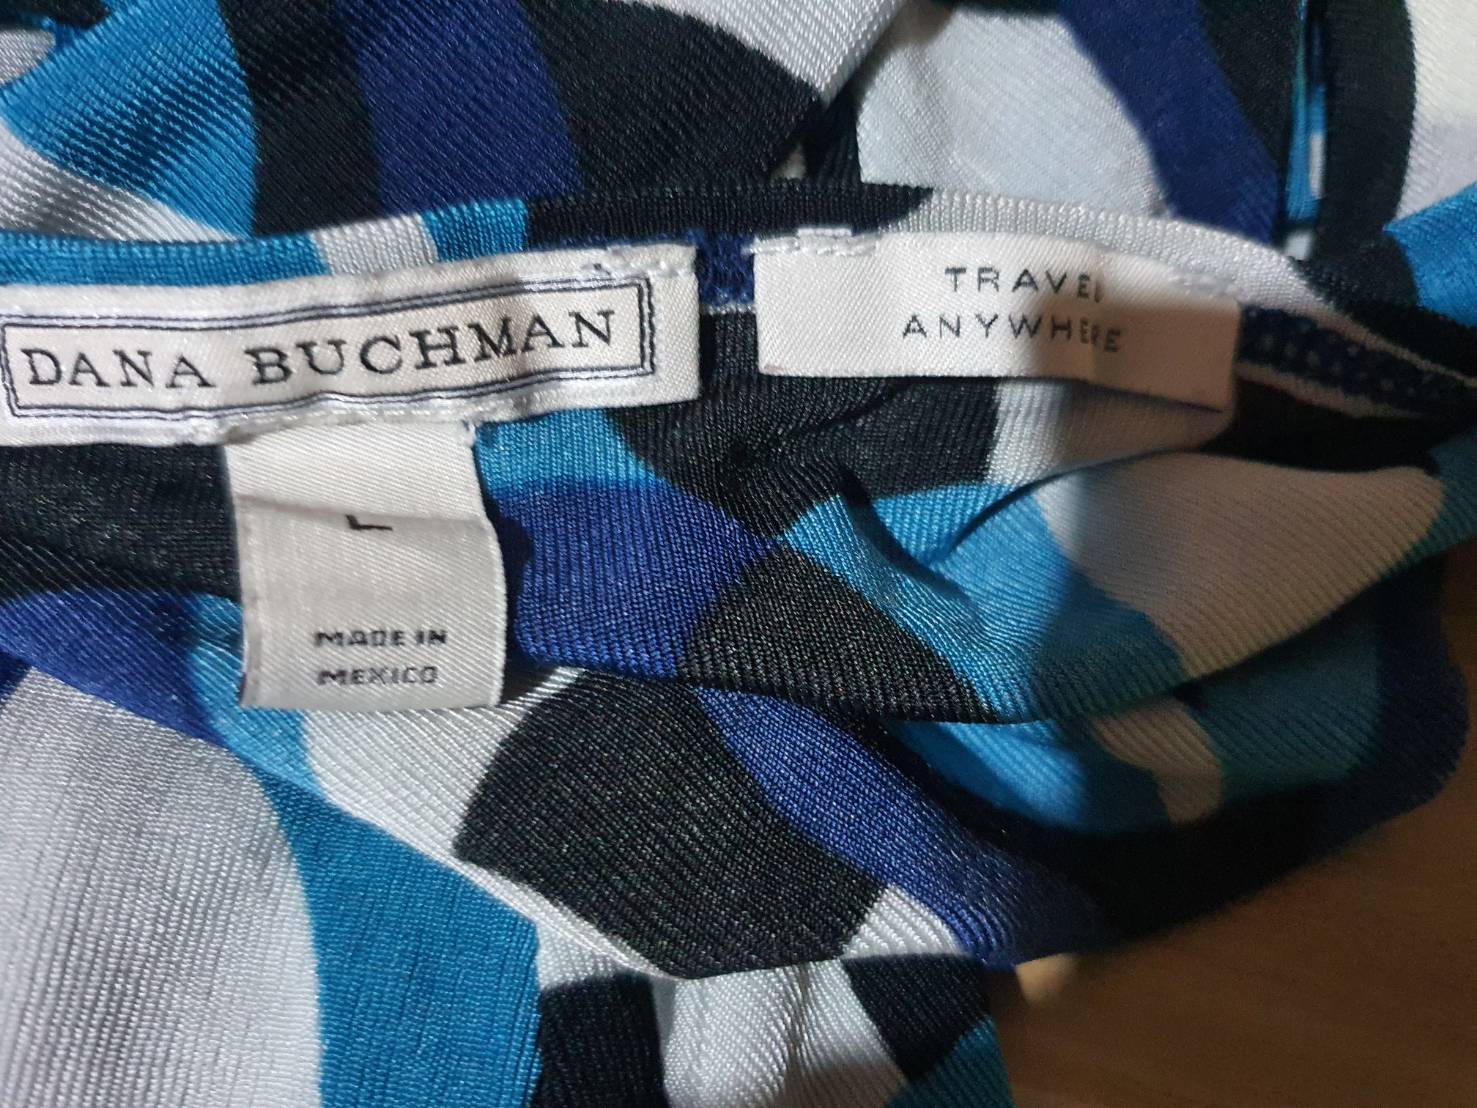 DANA BUCHMAN
TRAVEL
ANYWHERE
L
MADE IN
MEXICO